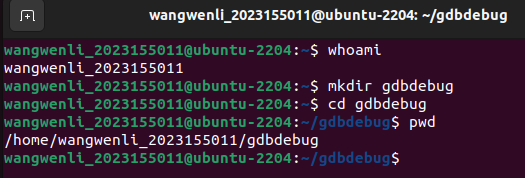 wangwenli_2023155011@ubuntu-2204: ~/gdbdebug
wangwenli_2023155011@ubuntu-2204:~$ whoami
wangwenli_2023155011
wangwenli_2023155011@ubuntu-2204:~$ mkdir gdbdebug
wangwenli_2023155011@ubuntu-2204:~$ cd gdbdebug
wangwenli_2023155011@ubuntu-2204:~/gdbdebug$ pwd
/home/wangwenli_2023155011/gdbdebug
wangwenli_2023155011@ubuntu-2204:~/gdbdebug$